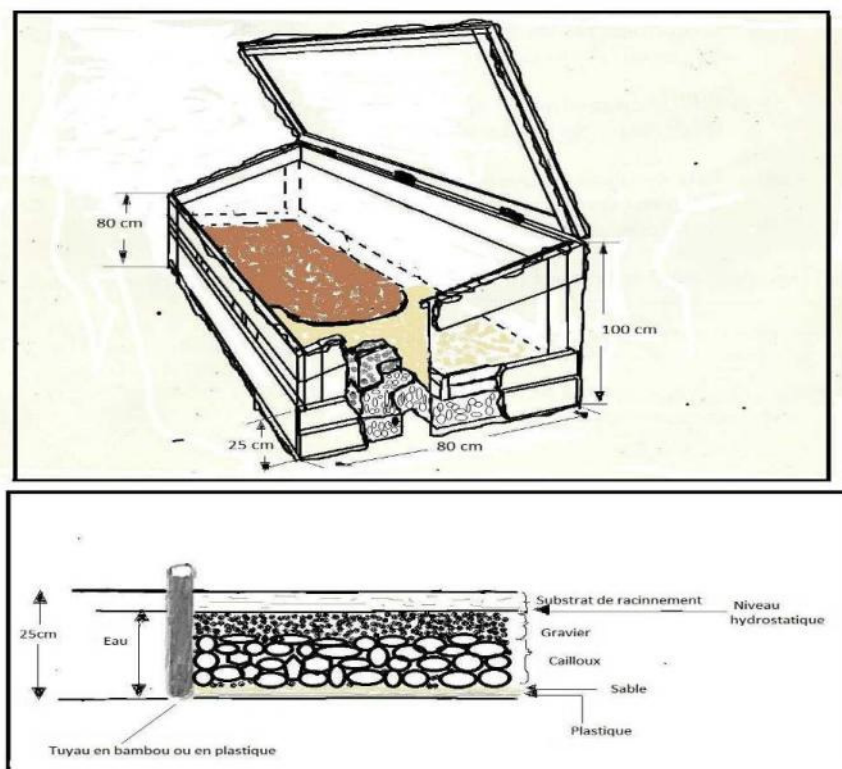 80 cm
100 cm
25 cm
80 cm
Substrat de racinnement
Niveau
hydrostatique
25cm
Eau
Gravier
Cailloux
Sable
Plastique
Tuyau en bambou ou en plastique